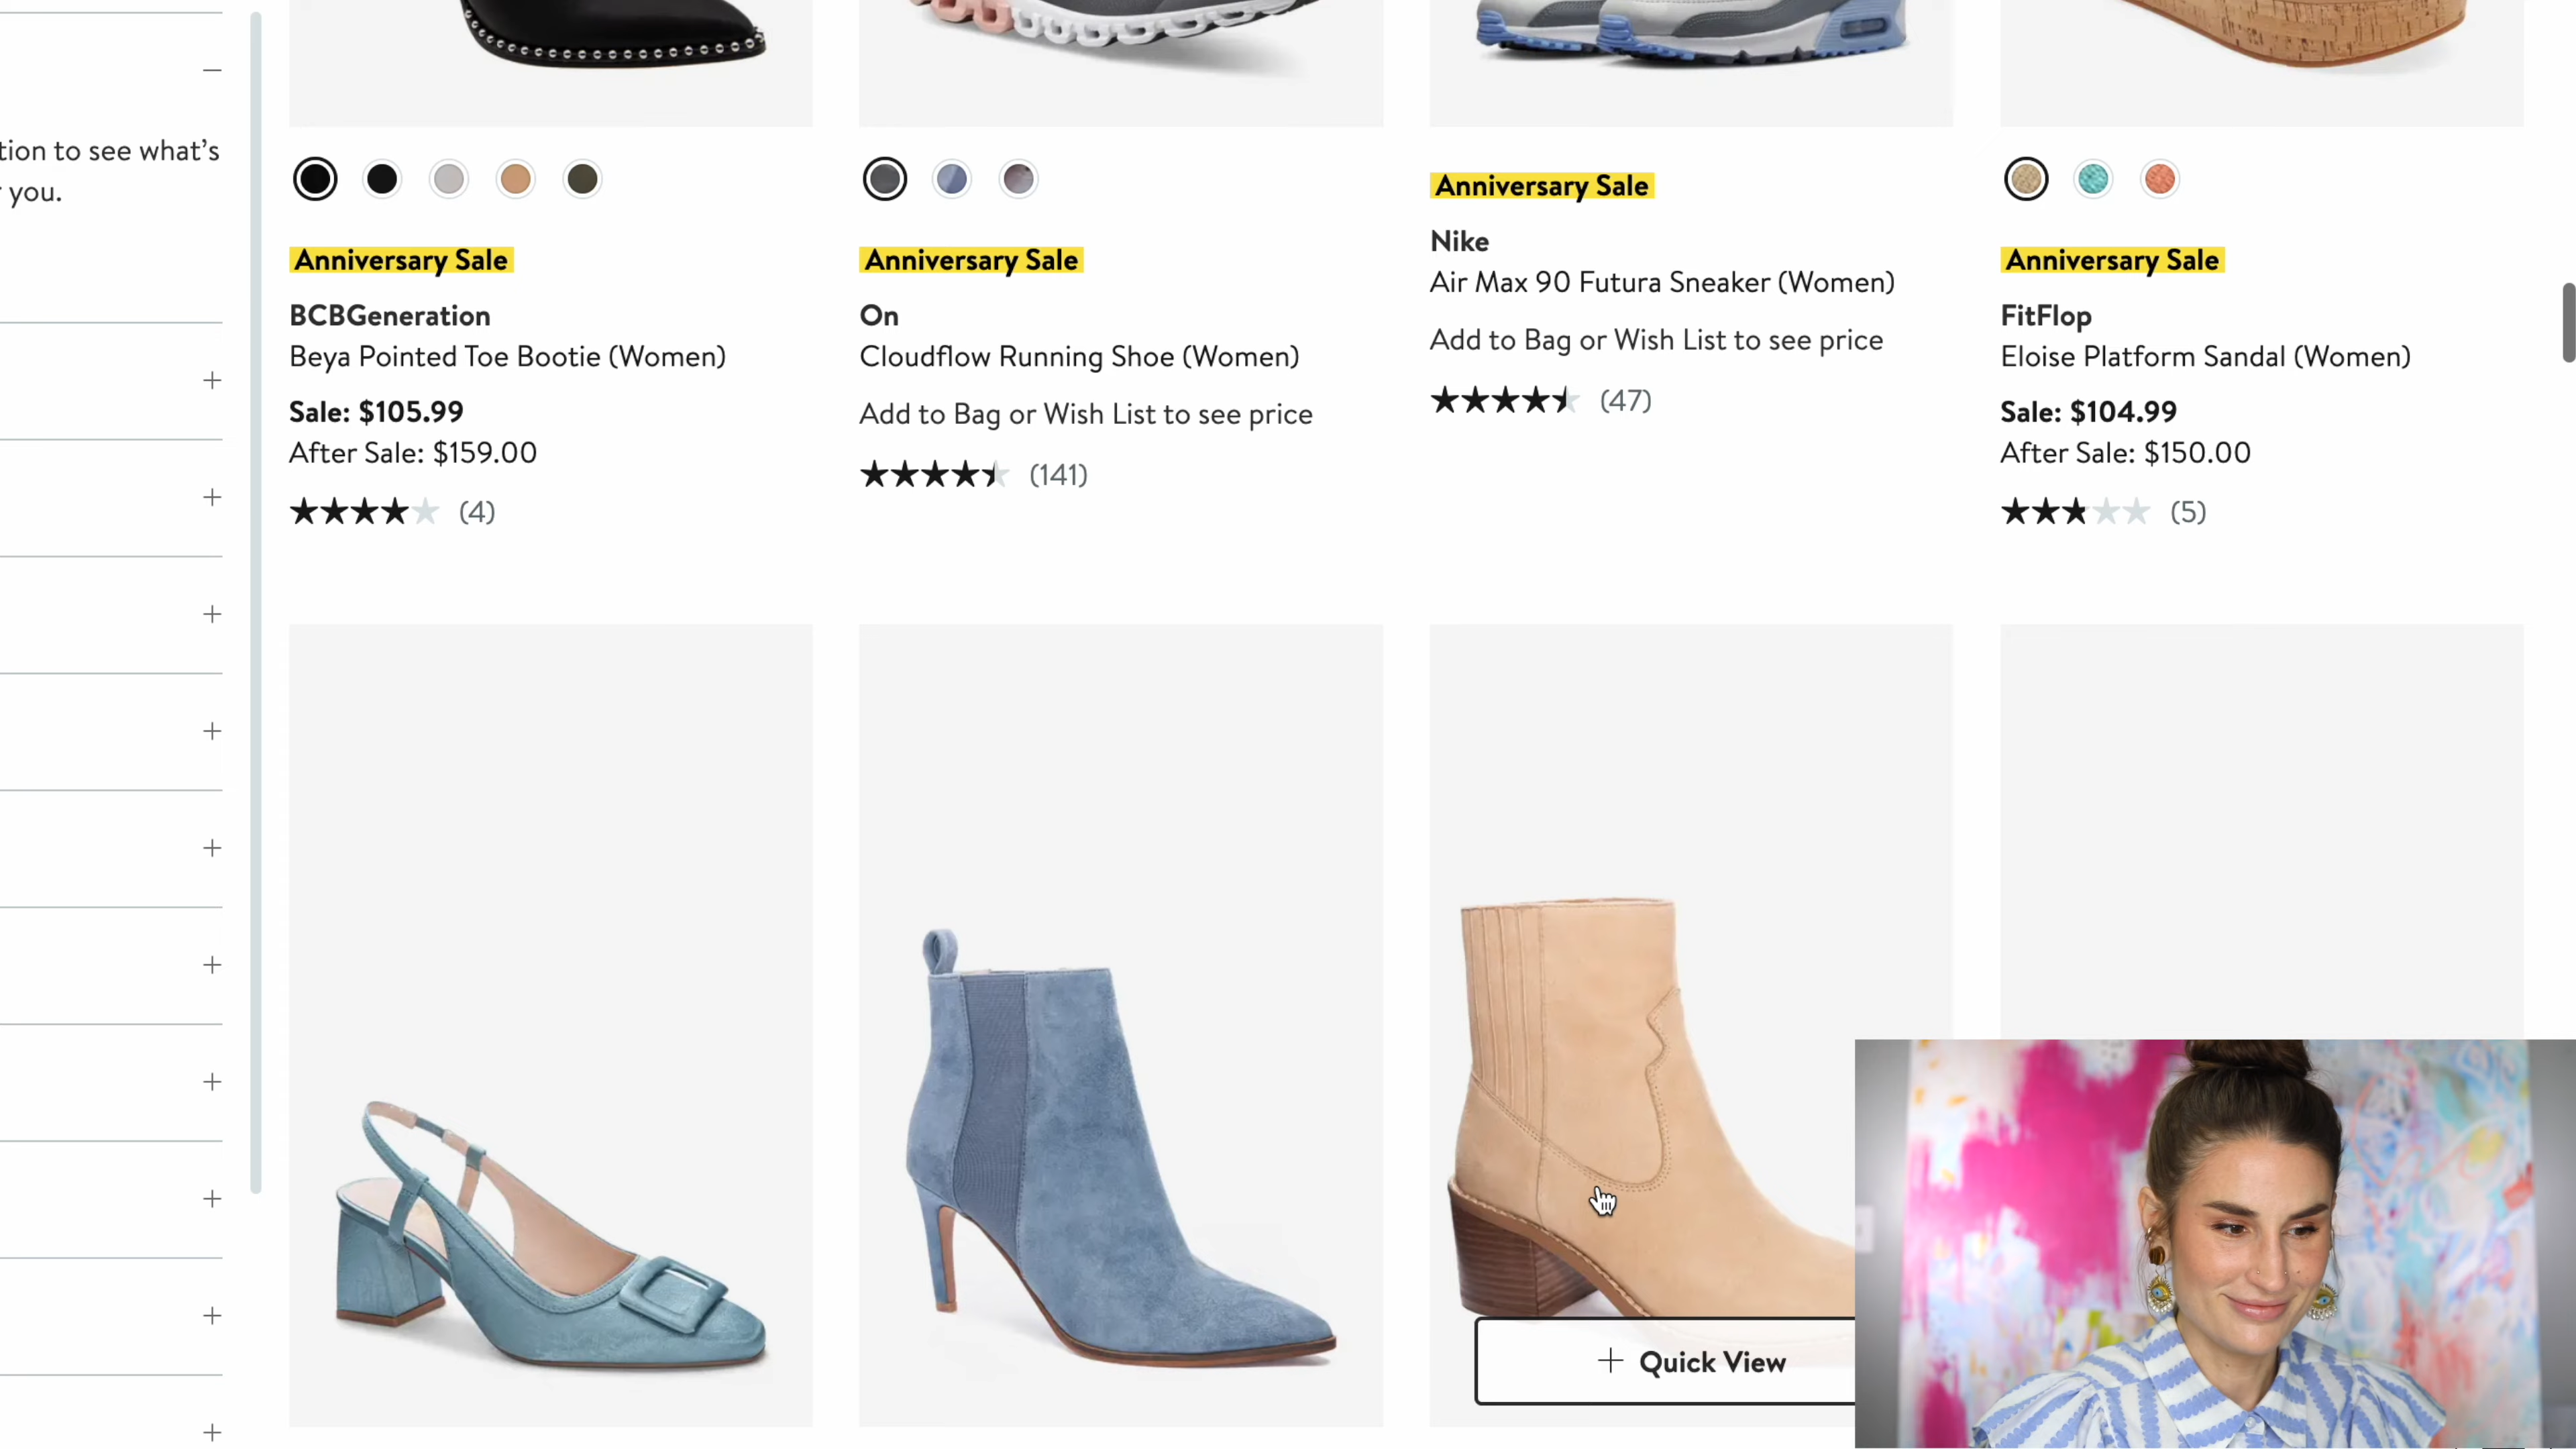 tion to see what's
you.
Anniversary Sale
BCBGeneration
Beya Pointed Toe Bootie (Women)
Sale: $105.99
After Sale: $159.00
(4)
Anniversary Sale
On
Cloudflow Running Shoe (Women)
Add to Bag or Wish List to see price
(141)
Anniversary Sale
Nike
Air Max 90 Futura Sneaker (Women)
Add to Bag or Wish List to see price
(47)
Anniversary Sale
FitFlop
Eloise Platform Sandal (Women)
Sale: $104.99
After Sale: $150.00
(5)
Quick View